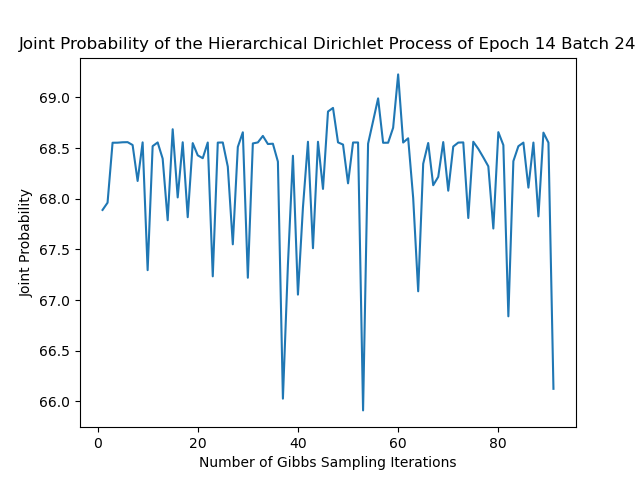 Joint Probability of the Hierarchical Dirichlet Process of Epoch 14 Batch 24
69.0
68.5
68.0
67.5
67.0
66.5
66.0
Joint Probability
0 20 40 60 80
Number of Gibbs Sampling Iterations